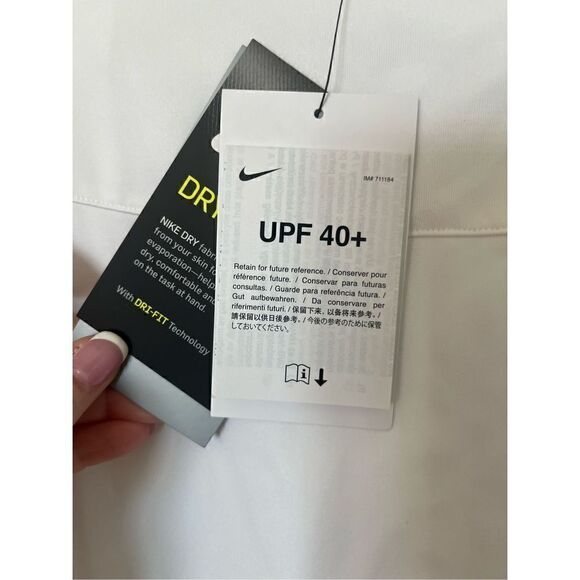 DRI
NIKE DRY fabric
from your skin fo
evaporation—help
dry, comfortable and
on the task at hand.
With DRI-FIT Technology
IM# 711184
UPF 40+
Retain for future reference. / Conserver pour
référence future. / Conservar para futuras
consultas. / Guarde para referência futura. /
Gut aufbewahren. / Da conservare per
riferimenti futuri. / 保留下来，以备将来参考。/
請保留以供日後參考。/ 今後の参考のために保管
しておいてください。